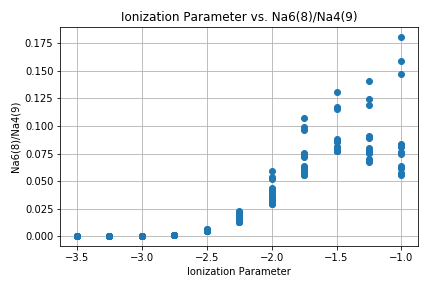 Ionization Parameter vs. Na6(8)/Na4(9)
0.175
0.150
0.125
0.100
0.075
0.050
0.025
0.000
Na6(8)/Na4(9)
−3.5 −3.0 −2.5 −2.0 −1.5 −1.0
Ionization Parameter